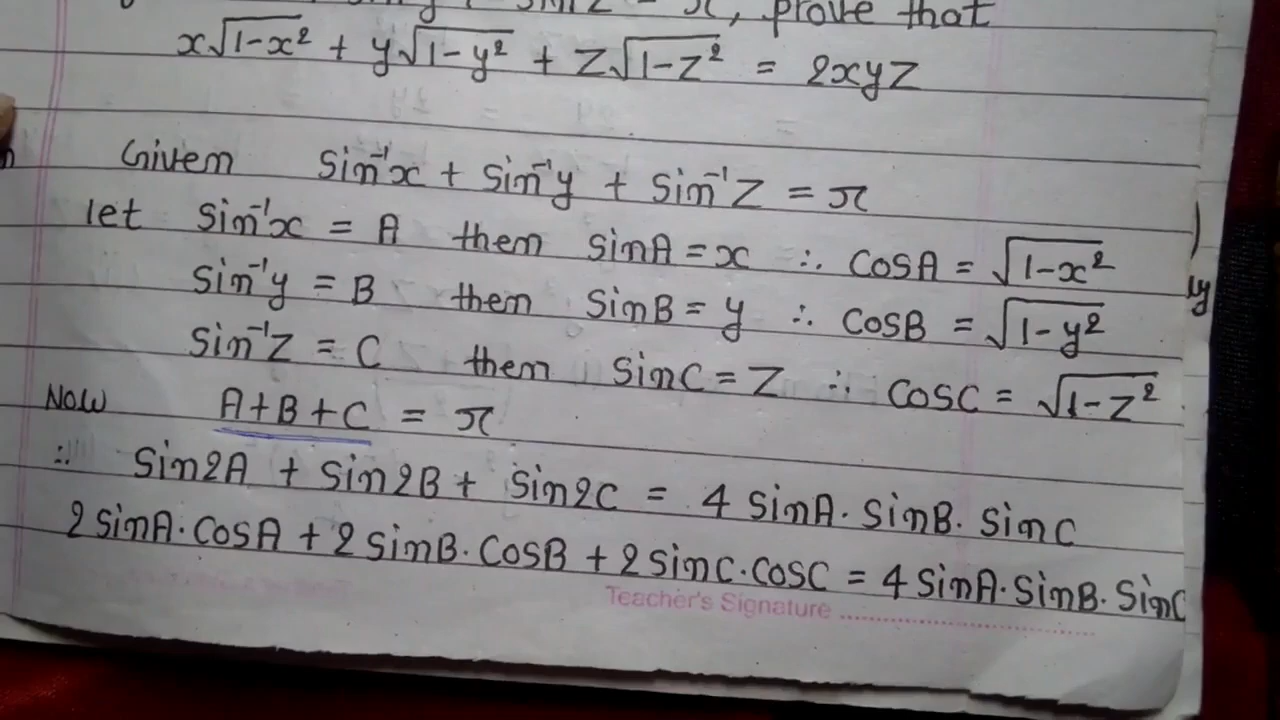 prove that
x√1-x² + y√1-y² + z√1-z² = 2xyz
Given sin⁻¹x + sin⁻¹y + sin⁻¹z = π
let sin⁻¹x = A then sinA = x ∴ cosA = √1-x²
sin⁻¹y = B then sinB = y ∴ cosB = √1-y²
sin⁻¹z = C then sinC = z ∴ cosC = √1-z²
Now A+B+C = π
∴ sin2A + sin2B + sin2C = 4 sinA. sinB. sinC
2 sinA.cosA + 2 sinB.cosB + 2 sinC.cosC = 4 sinA. sinB. sinC
Teacher's Signature